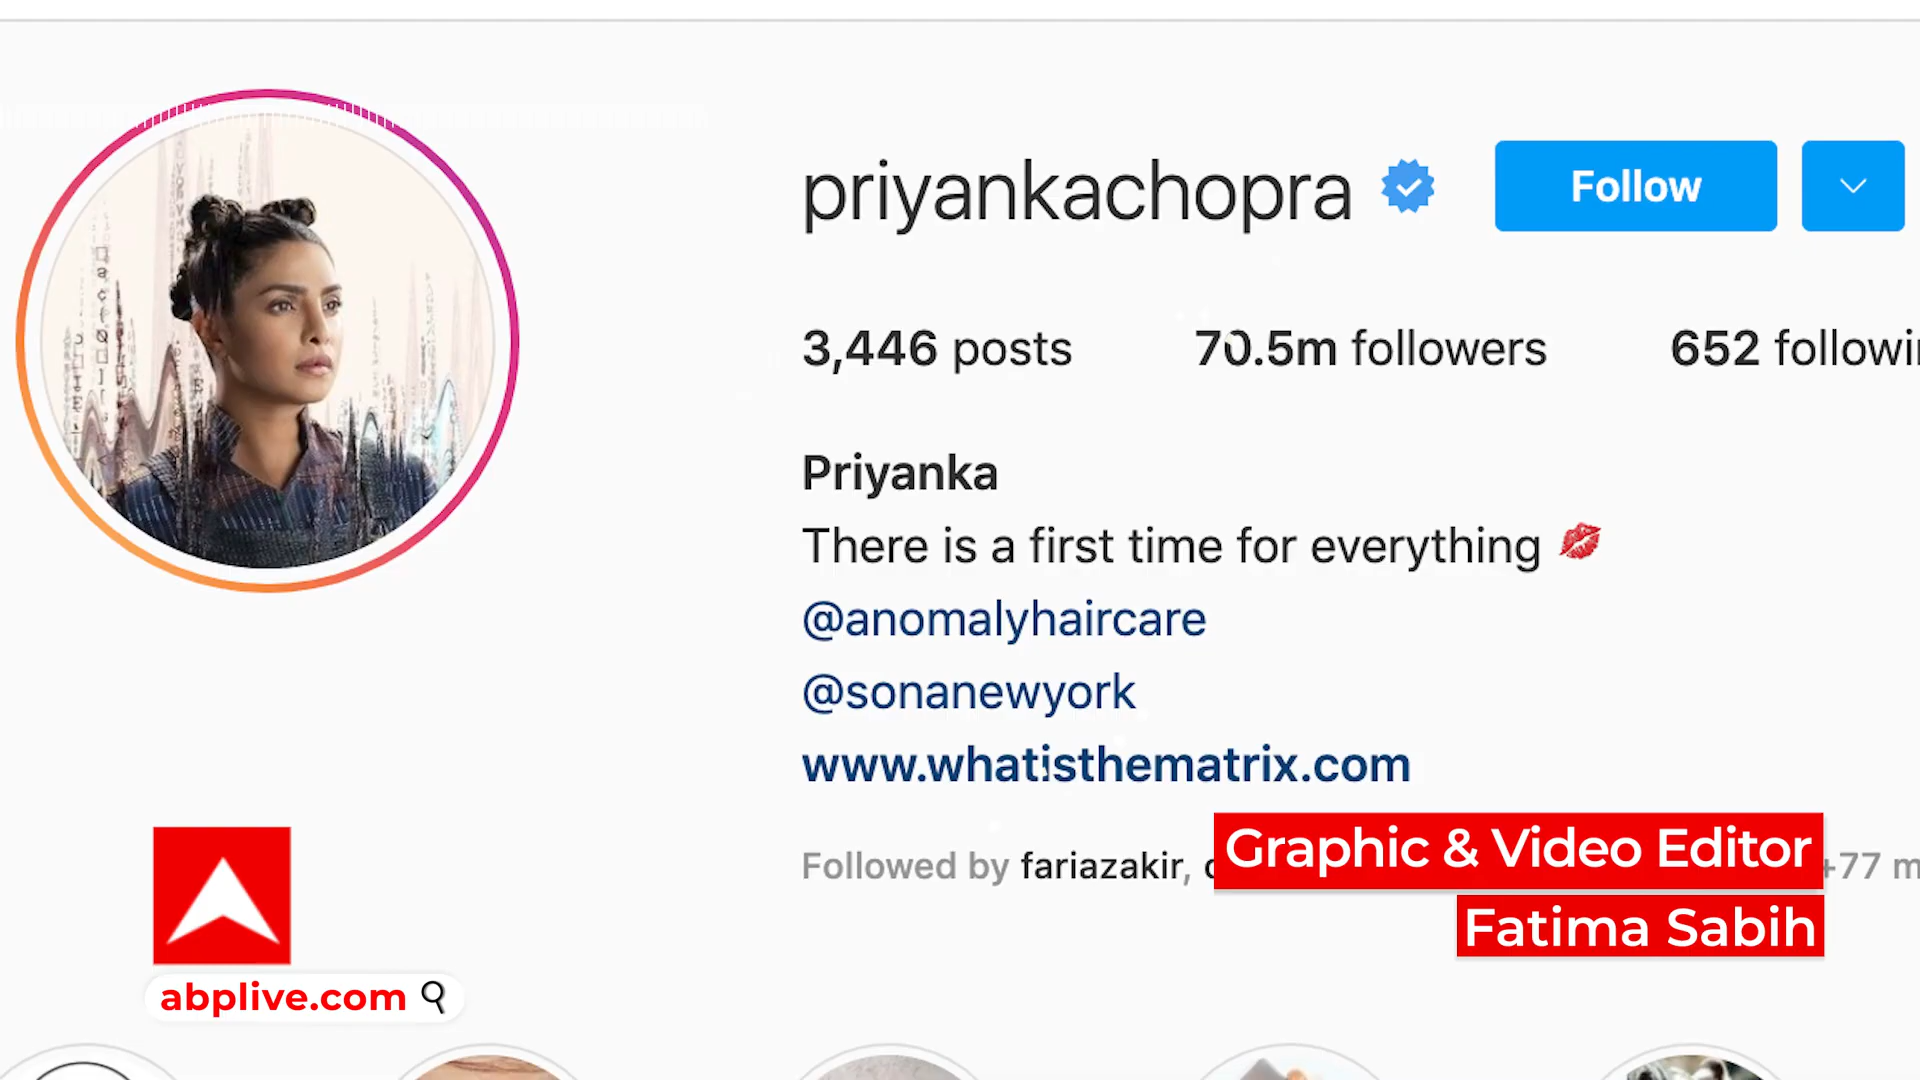 priyankachopra
Follow
3,446 posts 70.5m followers 652 followin
Priyanka
There is a first time for everything 💋
@anomalyhaircare
@sonanewyork
www.whatisthematrix.com
Followed by fariazakir, +77 m
Graphic & Video Editor
Fatima Sabih
abplive.com